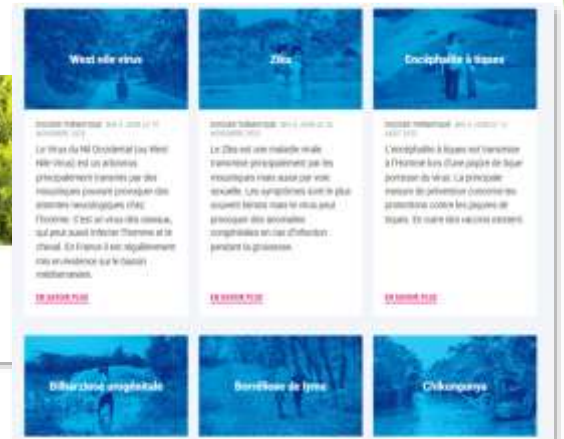 West nile virus
Zika
Encéphalite à tiques
DOSSIER THÉMATIQUE
DOSSIER THÉMATIQUE
DOSSIER THÉMATIQUE
Le Virus du Nil Occidental (ou West
Nile Virus) est un arbovirus
principalement transmis par des
moustiques pouvant provoquer des
atteintes neurologiques chez
l'homme. C'est un virus des oiseaux,
qui peut aussi infecter l'homme et le
cheval. En France il est régulièrement
mis en évidence sur le bassin
méditerranéen.
EN SAVOIR PLUS
Le Zika est une maladie virale
transmise principalement par les
moustiques mais aussi par voie
sexuelle. Les symptômes sont le plus
souvent bénins mais le virus peut
provoquer des anomalies
congénitales en cas d'infection
pendant la grossesse.
EN SAVOIR PLUS
L'encéphalite à tiques est transmise
à l'Homme lors d'une piqûre de tique
porteuse du virus. La principale
mesure de prévention concerne les
protections contre les piqûres de
tiques. En outre des vaccins existent.
EN SAVOIR PLUS
Bilharziose urogénitale
Borréliose de lyme
Chikungunya